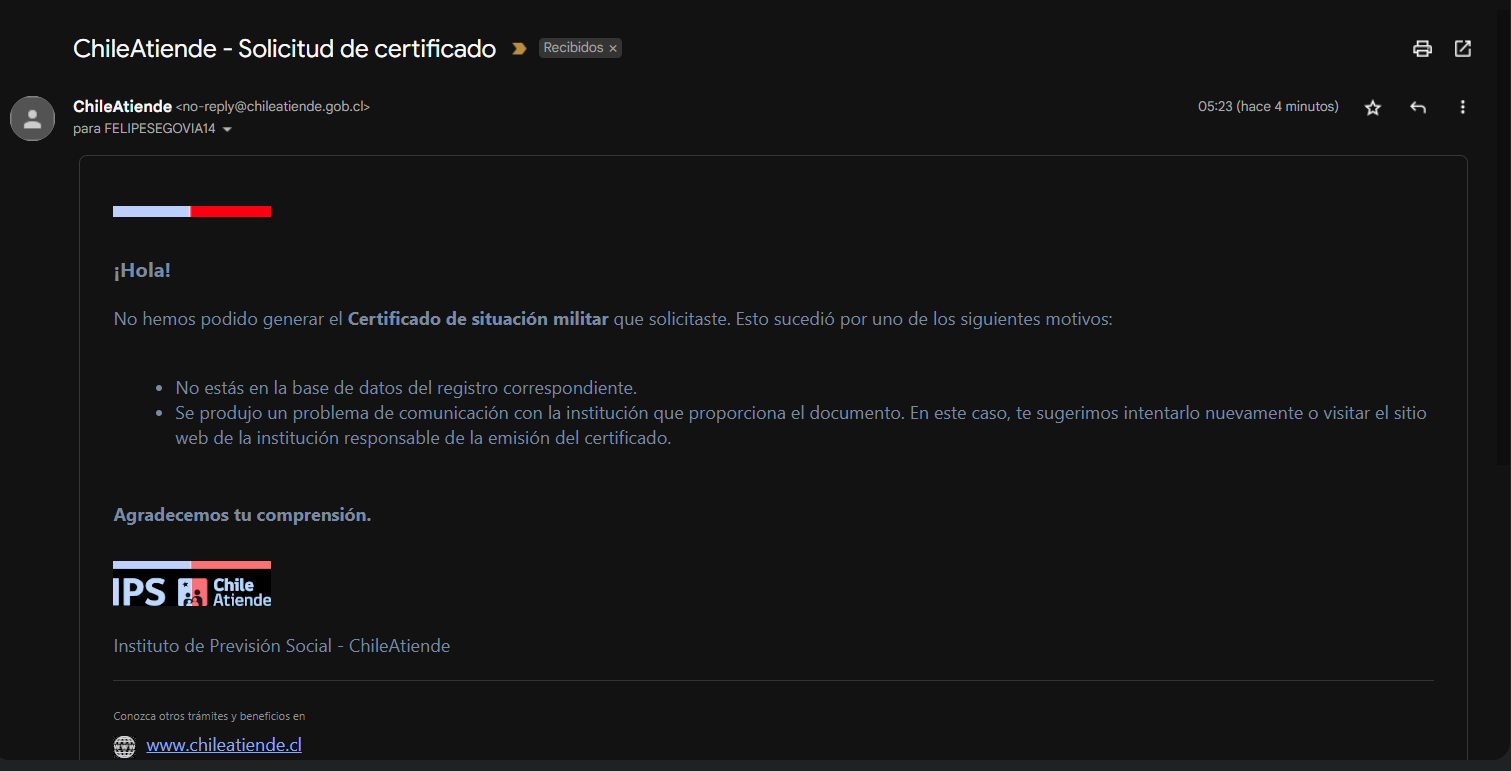 ChileAtiende - Solicitud de certificado
Recibidos ×
ChileAtiende <no-reply@chileatiende.gob.cl>
05:23 (hace 4 minutos)
para FELIPESEGOVIA14
¡Hola!
No hemos podido generar el Certificado de situación militar que solicitaste. Esto sucedió por uno de los siguientes motivos:
• No estás en la base de datos del registro correspondiente.
• Se produjo un problema de comunicación con la institución que proporciona el documento. En este caso, te sugerimos intentarlo nuevamente o visitar el sitio
web de la institución responsable de la emisión del certificado.
Agradecemos tu comprensión.
IPS Chile
Atiende
Instituto de Previsión Social - ChileAtiende
Conozca otros trámites y beneficios en
www.chileatiende.cl